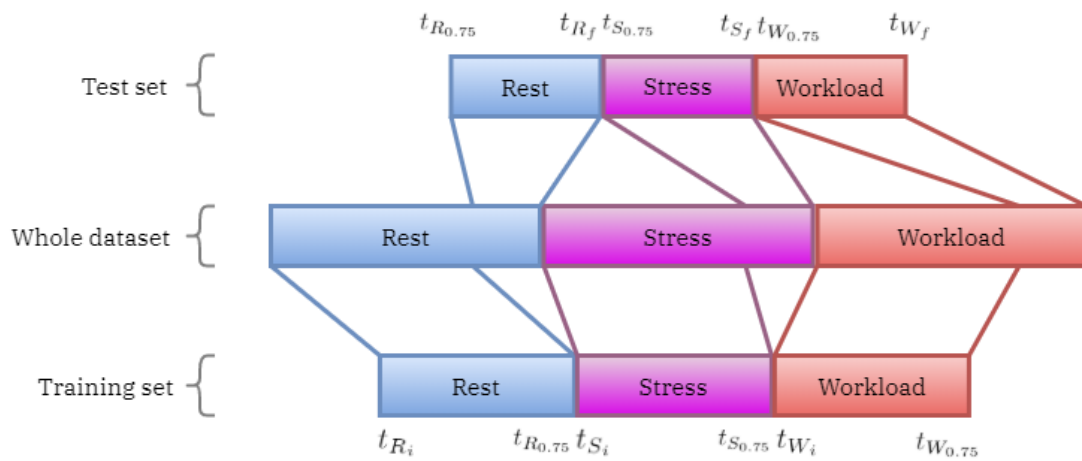 t_{R_{0.75}} t_{R_f} t_{S_{0.75}} t_{S_f} t_{W_{0.75}} t_{W_f}
Test set Rest Stress Workload
Whole dataset Rest Stress Workload
Training set Rest Stress Workload
t_{R_i} t_{R_{0.75}} t_{S_i} t_{S_{0.75}} t_{W_i} t_{W_{0.75}}